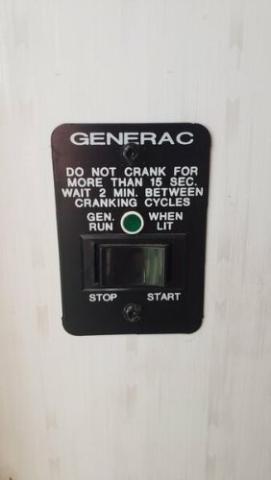 GENERAC
DO NOT CRANK FOR
MORE THAN 15 SEC.
WAIT 2 MIN. BETWEEN
CRANKING CYCLES
GEN. WHEN
RUN LIT
STOP START